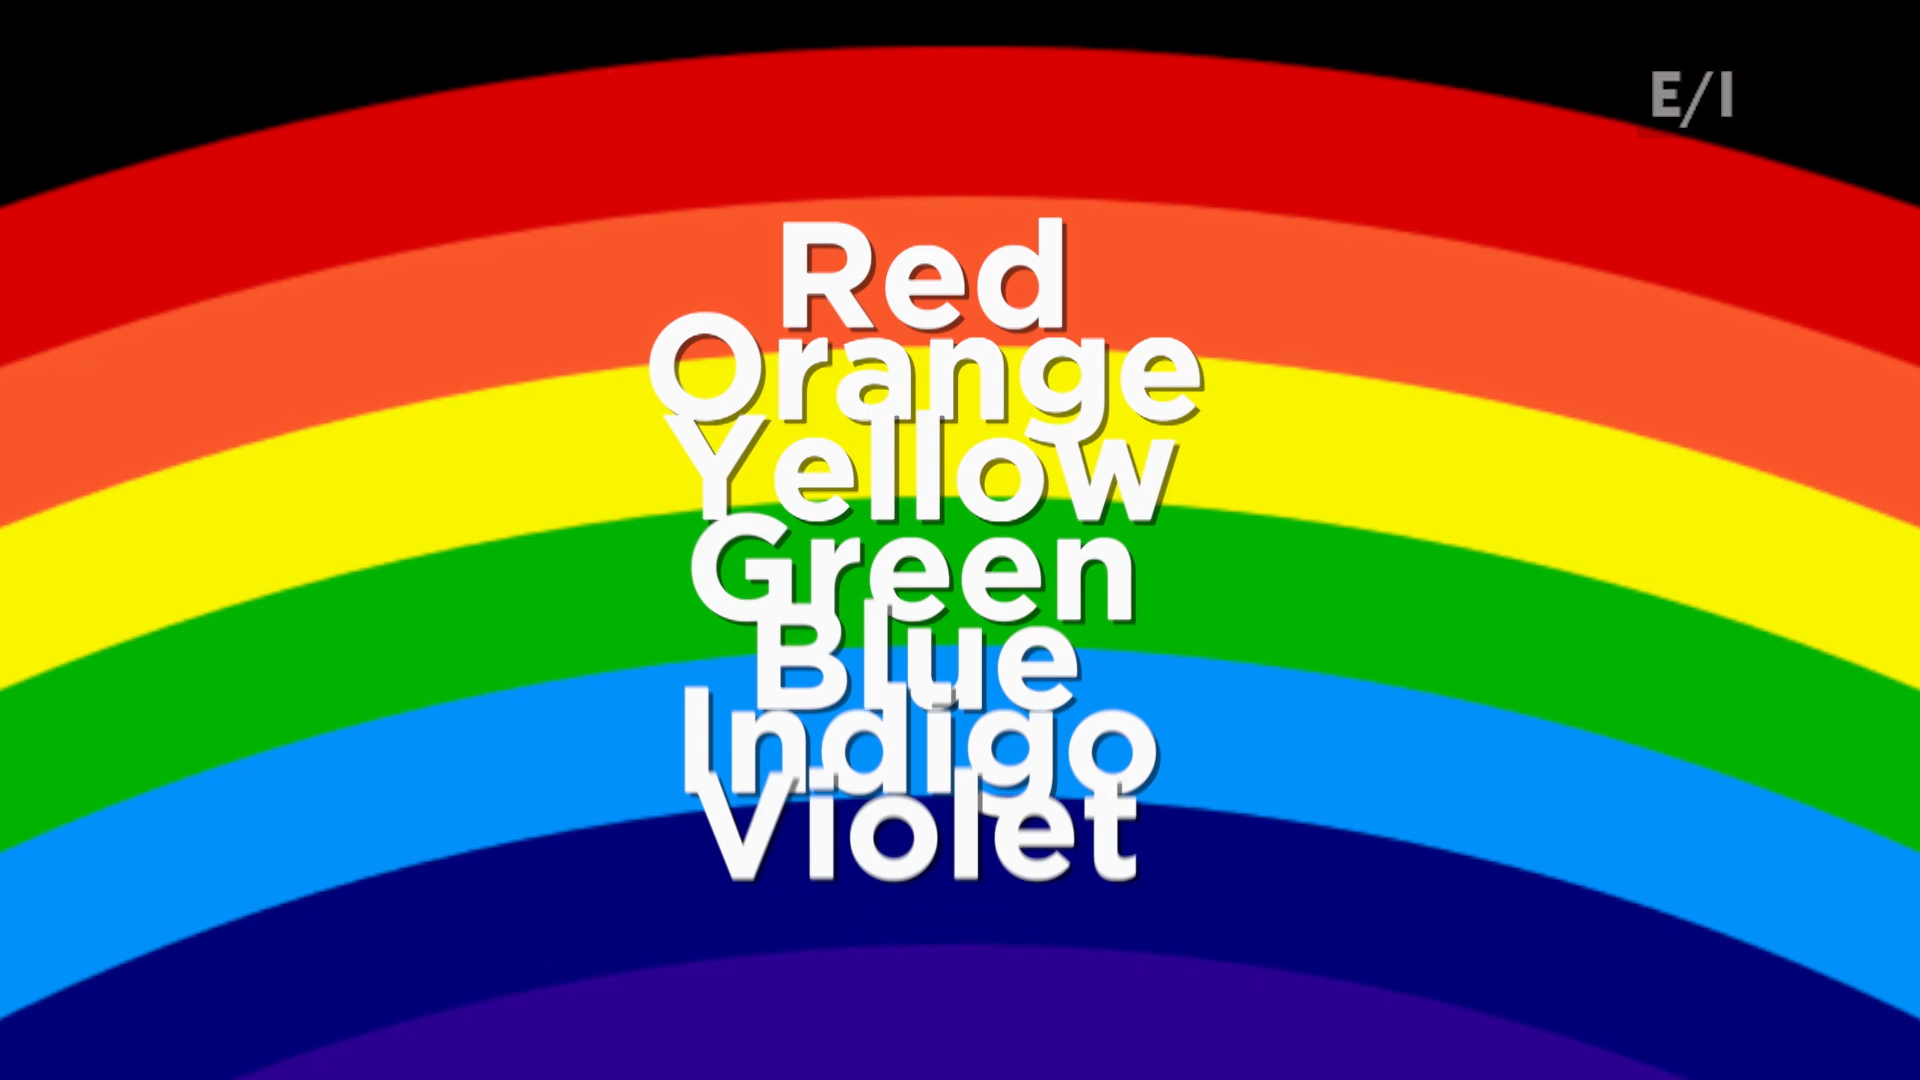 E/I
Red
Orange
Yellow
Green
Blue
Indigo
Violet